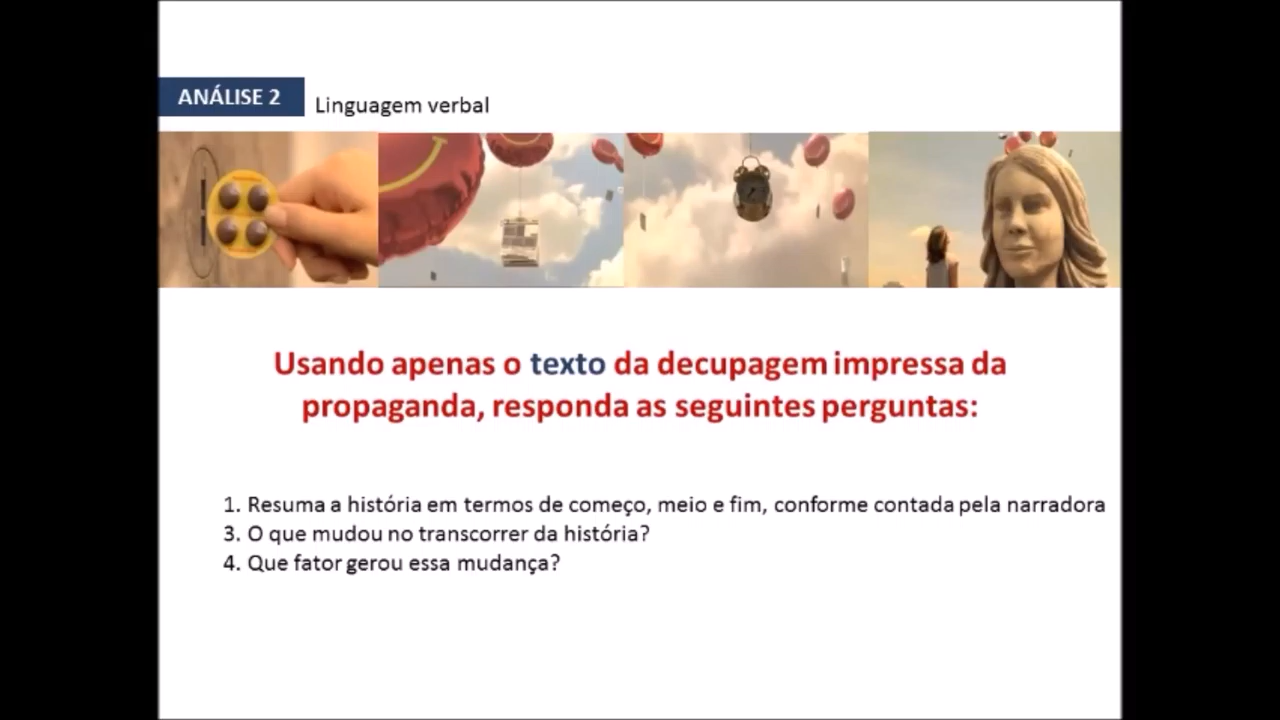 ANÁLISE 2
Linguagem verbal
Usando apenas o texto da decupagem impressa da
propaganda, responda as seguintes perguntas:
1. Resuma a história em termos de começo, meio e fim, conforme contada pela narradora
3. O que mudou no transcorrer da história?
4. Que fator gerou essa mudança?